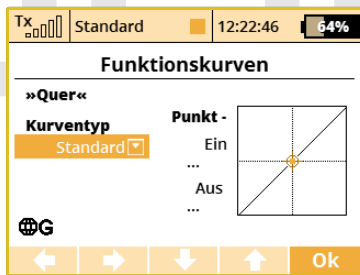 Tx Standard 12:22:46 64%
Funktionskurven
»Quer«
Kurventyp
Standard
Punkt -
Ein
...
Aus
...
G
Ok